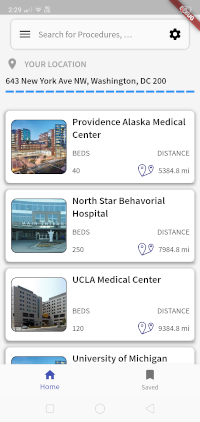 2:29
Search for Procedures, ...
YOUR LOCATION
643 New York Ave NW, Washington, DC 200
Providence Alaska Medical
Center
BEDS DISTANCE
40 5384.8 mi
North Star Behavorial
Hospital
BEDS DISTANCE
250 7984.8 mi
UCLA Medical Center
BEDS DISTANCE
120 9384.8 mi
University of Michigan
Home Saved